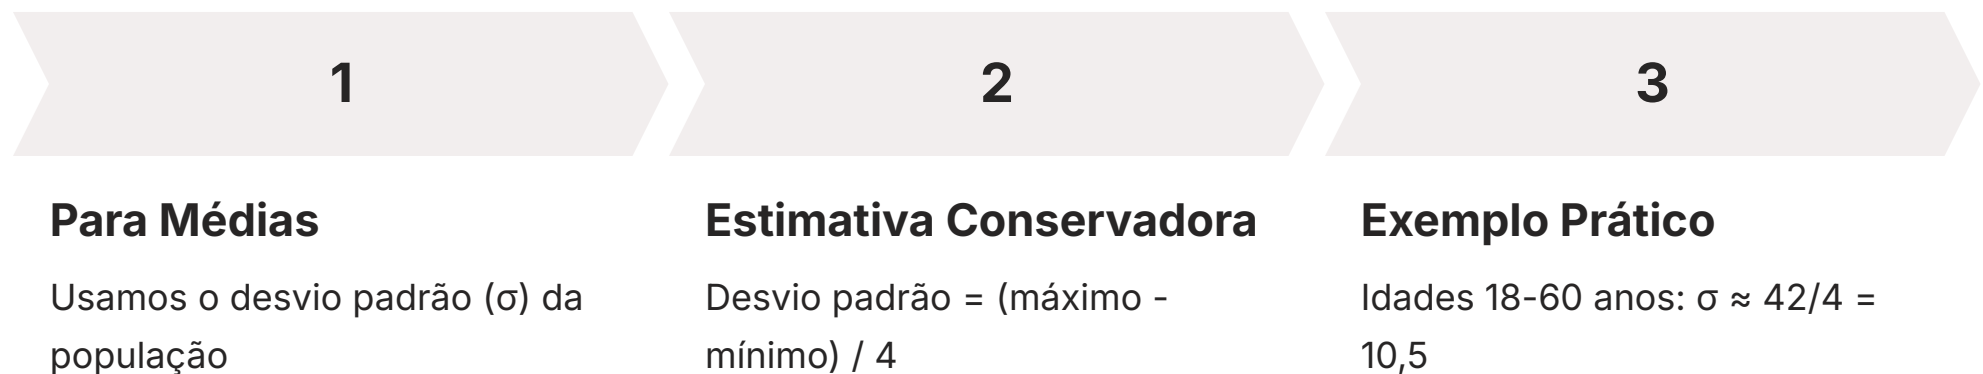 1
Para Médias
Usamos o desvio padrão (σ) da
população
2
Estimativa Conservadora
Desvio padrão = (máximo -
mínimo) / 4
3
Exemplo Prático
Idades 18-60 anos: σ ≈ 42/4 =
10,5